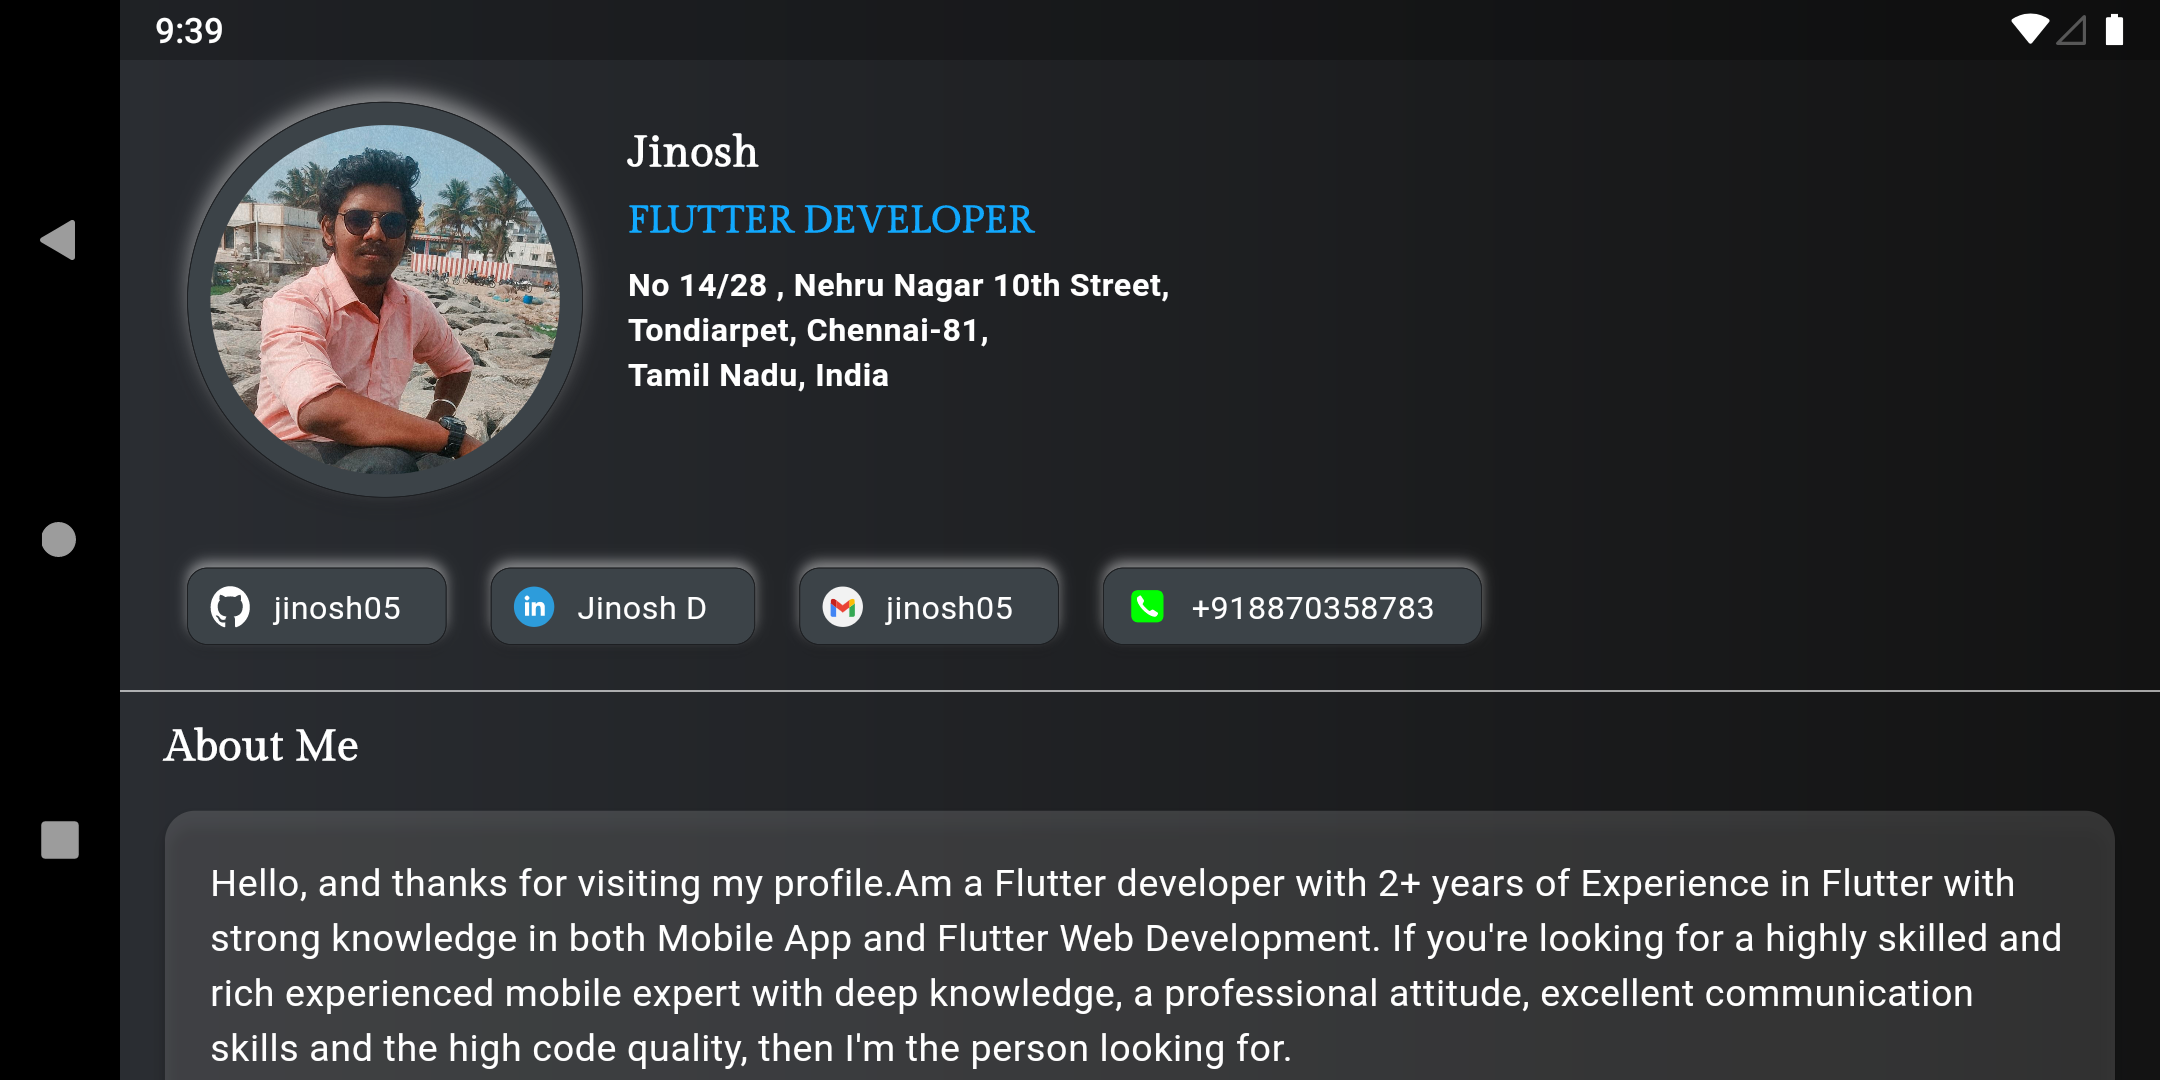 9:39
Jinosh
FLUTTER DEVELOPER
No 14/28 , Nehru Nagar 10th Street,
Tondiarpet, Chennai-81,
Tamil Nadu, India
jinosh05
in Jinosh D
jinosh05
+918870358783
About Me
Hello, and thanks for visiting my profile.Am a Flutter developer with 2+ years of Experience in Flutter with
strong knowledge in both Mobile App and Flutter Web Development. If you're looking for a highly skilled and
rich experienced mobile expert with deep knowledge, a professional attitude, excellent communication
skills and the high code quality, then I'm the person looking for.